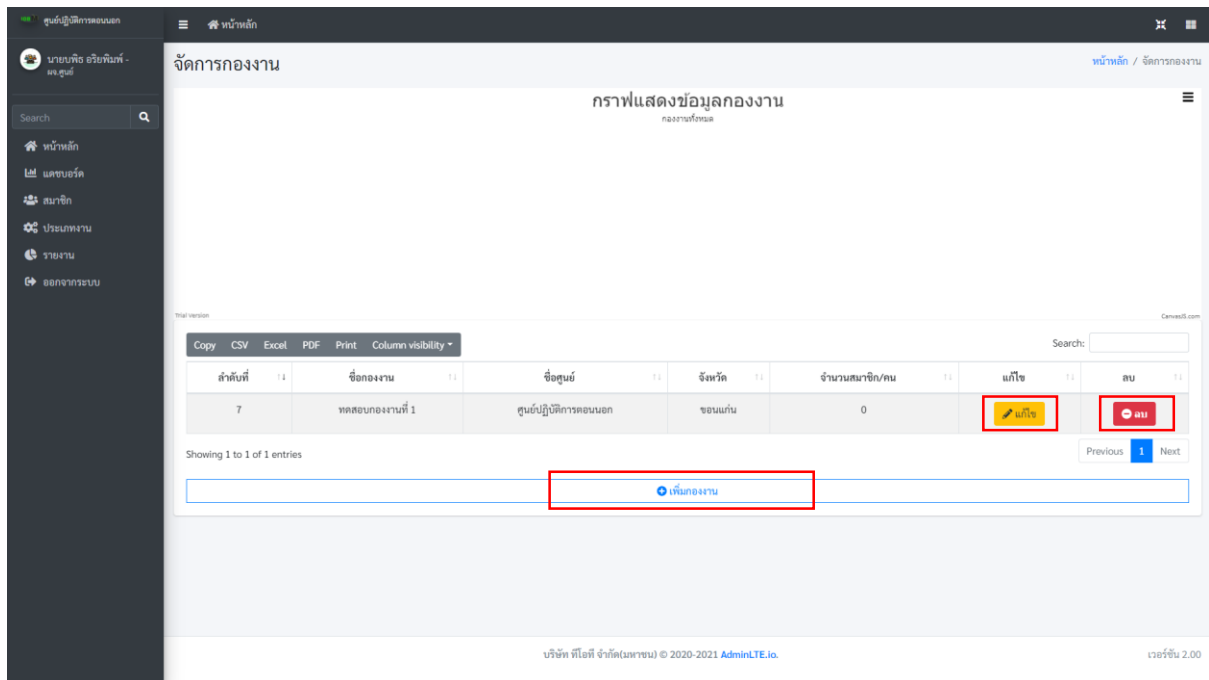 ศูนย์ปฏิบัติการตอนนอก
หน้าหลัก
นายบพิธ อริยพิมพ์ -
ผจ.ศูนย์
จัดการกองงาน
หน้าหลัก / จัดการกองงาน
Search
หน้าหลัก
แดชบอร์ด
สมาชิก
ประเภทงาน
รายงาน
ออกจากระบบ
กราฟแสดงข้อมูลกองงาน
กองงานทั้งหมด
Trial Version
CanvasJS.com
Copy CSV Excel PDF Print Column visibility
Search:
ลำดับที่ ชื่อกองงาน ชื่อศูนย์ จังหวัด จำนวนสมาชิก/คน แก้ไข ลบ
7 ทดสอบกองงานที่ 1 ศูนย์ปฏิบัติการตอนนอก ขอนแก่น 0 แก้ไข ลบ
Showing 1 to 1 of 1 entries
Previous 1 Next
เพิ่มกองงาน
บริษัท ทีโอที จำกัด(มหาชน) © 2020-2021 AdminLTE.io.
เวอร์ชัน 2.00